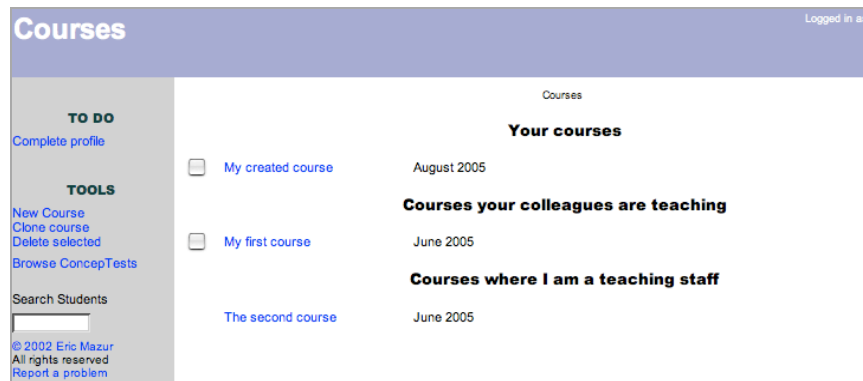 Courses
Logged in a
TO DO
Complete profile
TOOLS
New Course
Clone course
Delete selected
Browse ConcepTests
Search Students
© 2002 Eric Mazur
All rights reserved
Report a problem
Courses
Your courses
My created course August 2005
Courses your colleagues are teaching
My first course June 2005
Courses where I am a teaching staff
The second course June 2005